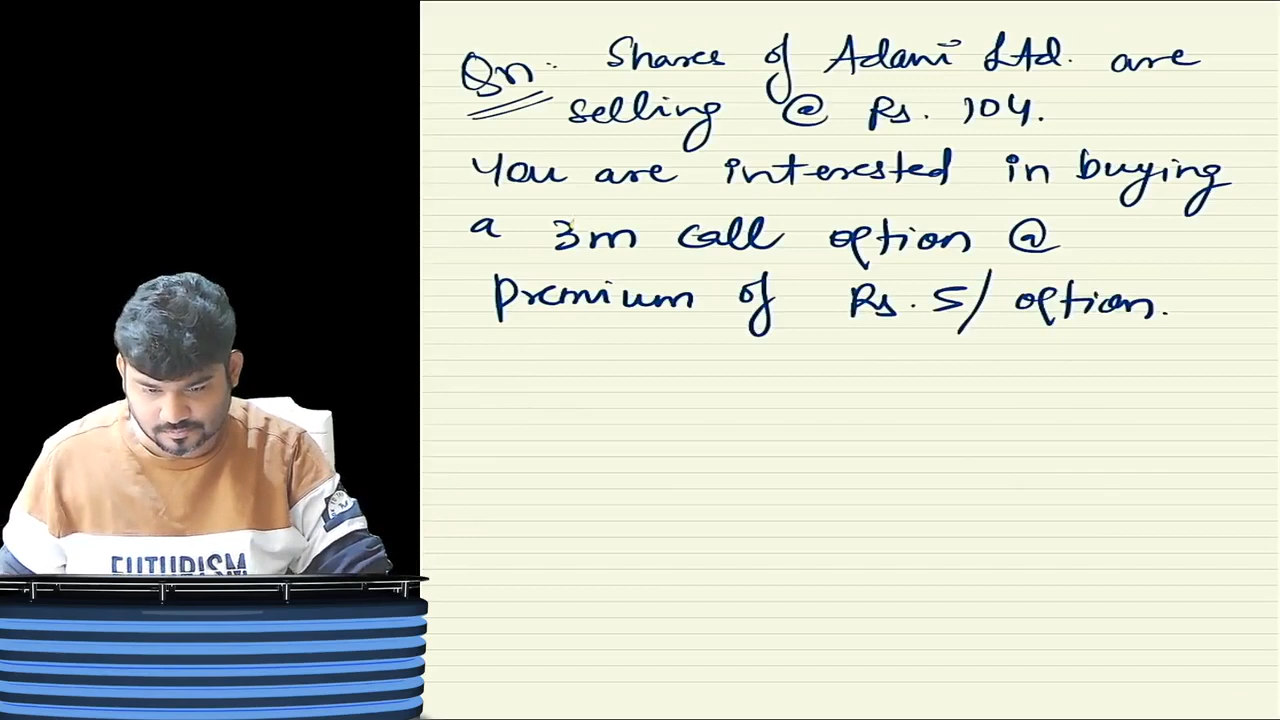 Qn:- Shares of Adani Ltd. are
selling @ Rs. 104.
You are interested in buying
a 3m call option @
premium of Rs. 5/option.
FUTURISM